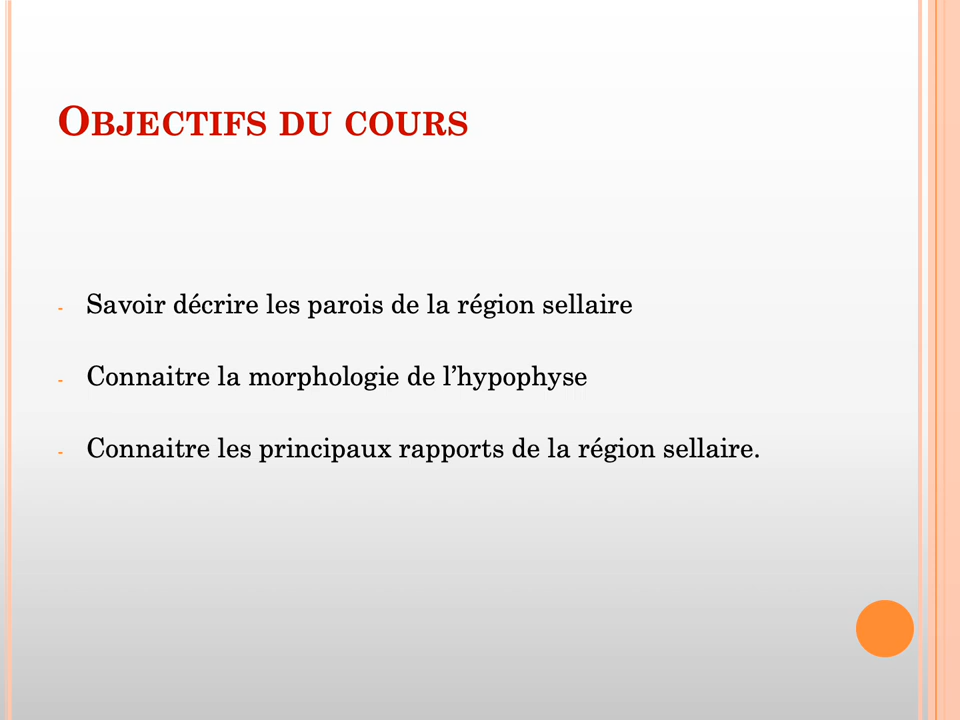 OBJECTIFS DU COURS
- Savoir décrire les parois de la région sellaire
- Connaitre la morphologie de l’hypophyse
- Connaitre les principaux rapports de la région sellaire.